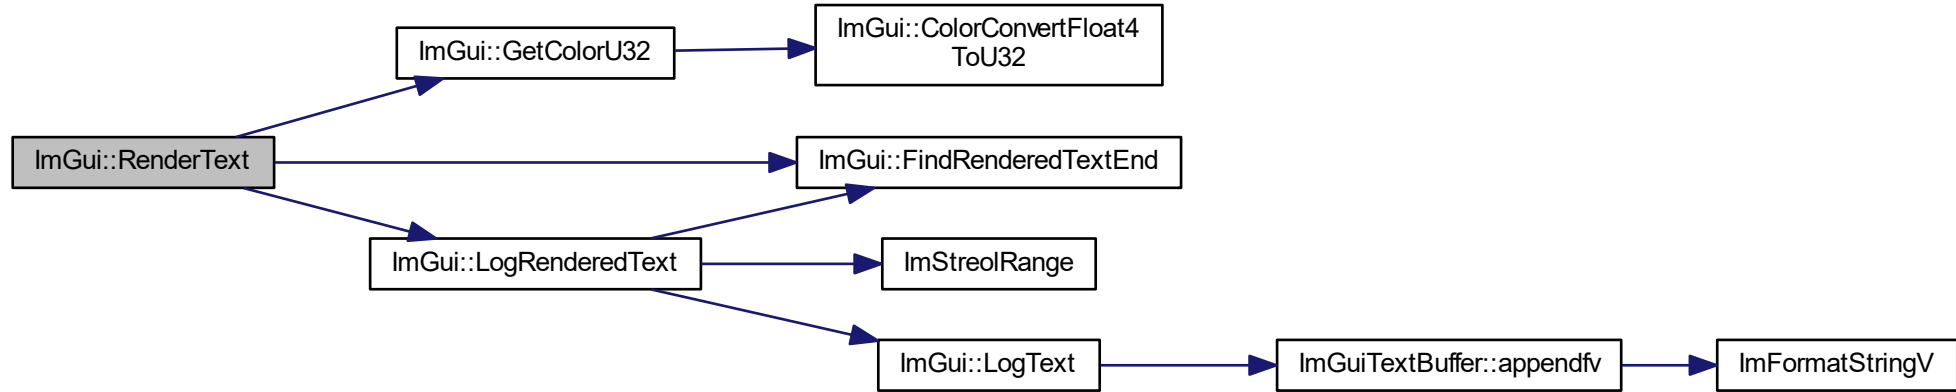 ImGui::ColorConvertFloat4
ToU32
ImGui::GetColorU32
ImGui::RenderText
ImGui::FindRenderedTextEnd
ImGui::LogRenderedText
ImStreolRange
ImGui::LogText
ImGuiTextBuffer::appendfv
ImFormatStringV